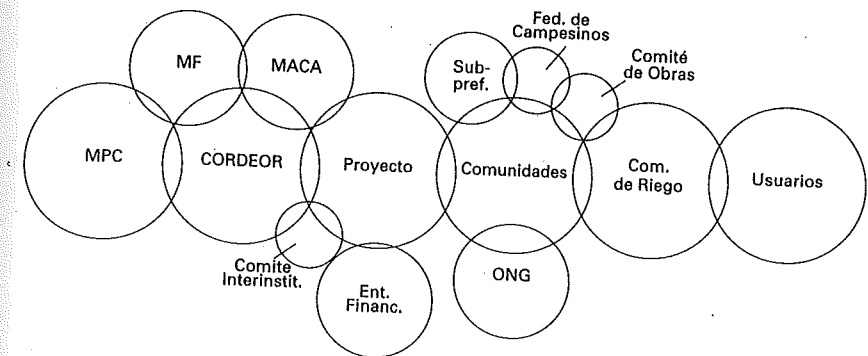 Fed. de
Campesinos
MF
MACA
Sub-
pref.
Comité
de Obras
MPC
CORDEOR
Proyecto
Comunidades
Com.
de Riego
Usuarios
Comite
Interinstit.
Ent.
Financ.
ONG